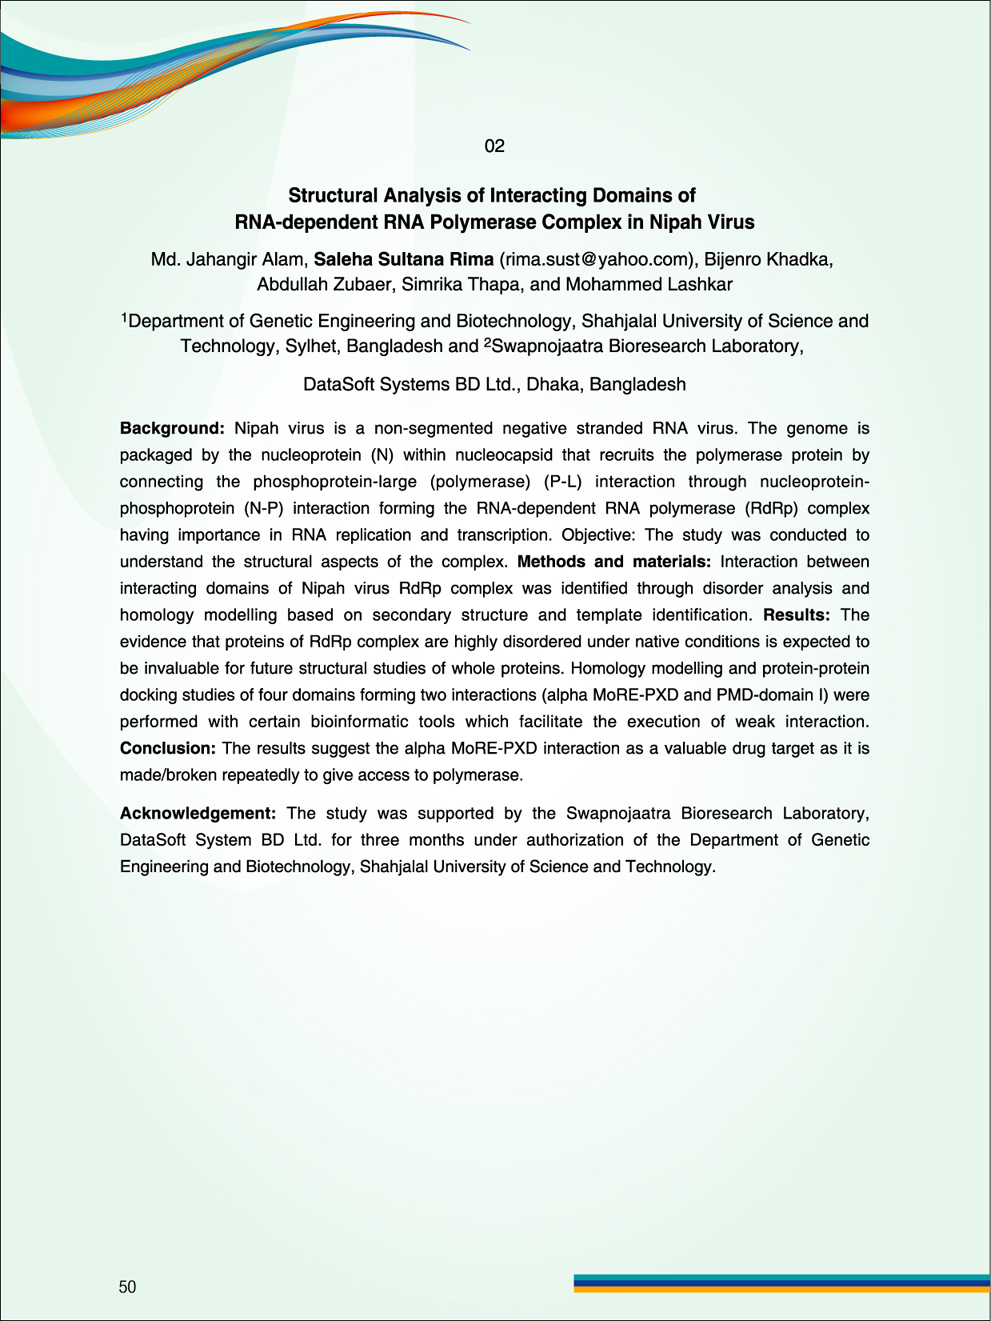 02
Structural Analysis of Interacting Domains of
RNA-dependent RNA Polymerase Complex in Nipah Virus
Md. Jahangir Alam, Saleha Sultana Rima (rima.sust@yahoo.com), Bijenro Khadka,
Abdullah Zubaer, Simrika Thapa, and Mohammed Lashkar
¹Department of Genetic Engineering and Biotechnology, Shahjalal University of Science and
Technology, Sylhet, Bangladesh and ²Swapnojaatra Bioresearch Laboratory,
DataSoft Systems BD Ltd., Dhaka, Bangladesh
Background: Nipah virus is a non-segmented negative stranded RNA virus. The genome is
packaged by the nucleoprotein (N) within nucleocapsid that recruits the polymerase protein by
connecting the phosphoprotein-large (polymerase) (P-L) interaction through nucleoprotein-
phosphoprotein (N-P) interaction forming the RNA-dependent RNA polymerase (RdRp) complex
having importance in RNA replication and transcription. Objective: The study was conducted to
understand the structural aspects of the complex. Methods and materials: Interaction between
interacting domains of Nipah virus RdRp complex was identified through disorder analysis and
homology modelling based on secondary structure and template identification. Results: The
evidence that proteins of RdRp complex are highly disordered under native conditions is expected to
be invaluable for future structural studies of whole proteins. Homology modelling and protein-protein
docking studies of four domains forming two interactions (alpha MoRE-PXD and PMD-domain I) were
performed with certain bioinformatic tools which facilitate the execution of weak interaction.
Conclusion: The results suggest the alpha MoRE-PXD interaction as a valuable drug target as it is
made/broken repeatedly to give access to polymerase.
Acknowledgement: The study was supported by the Swapnojaatra Bioresearch Laboratory,
DataSoft System BD Ltd. for three months under authorization of the Department of Genetic
Engineering and Biotechnology, Shahjalal University of Science and Technology.
50